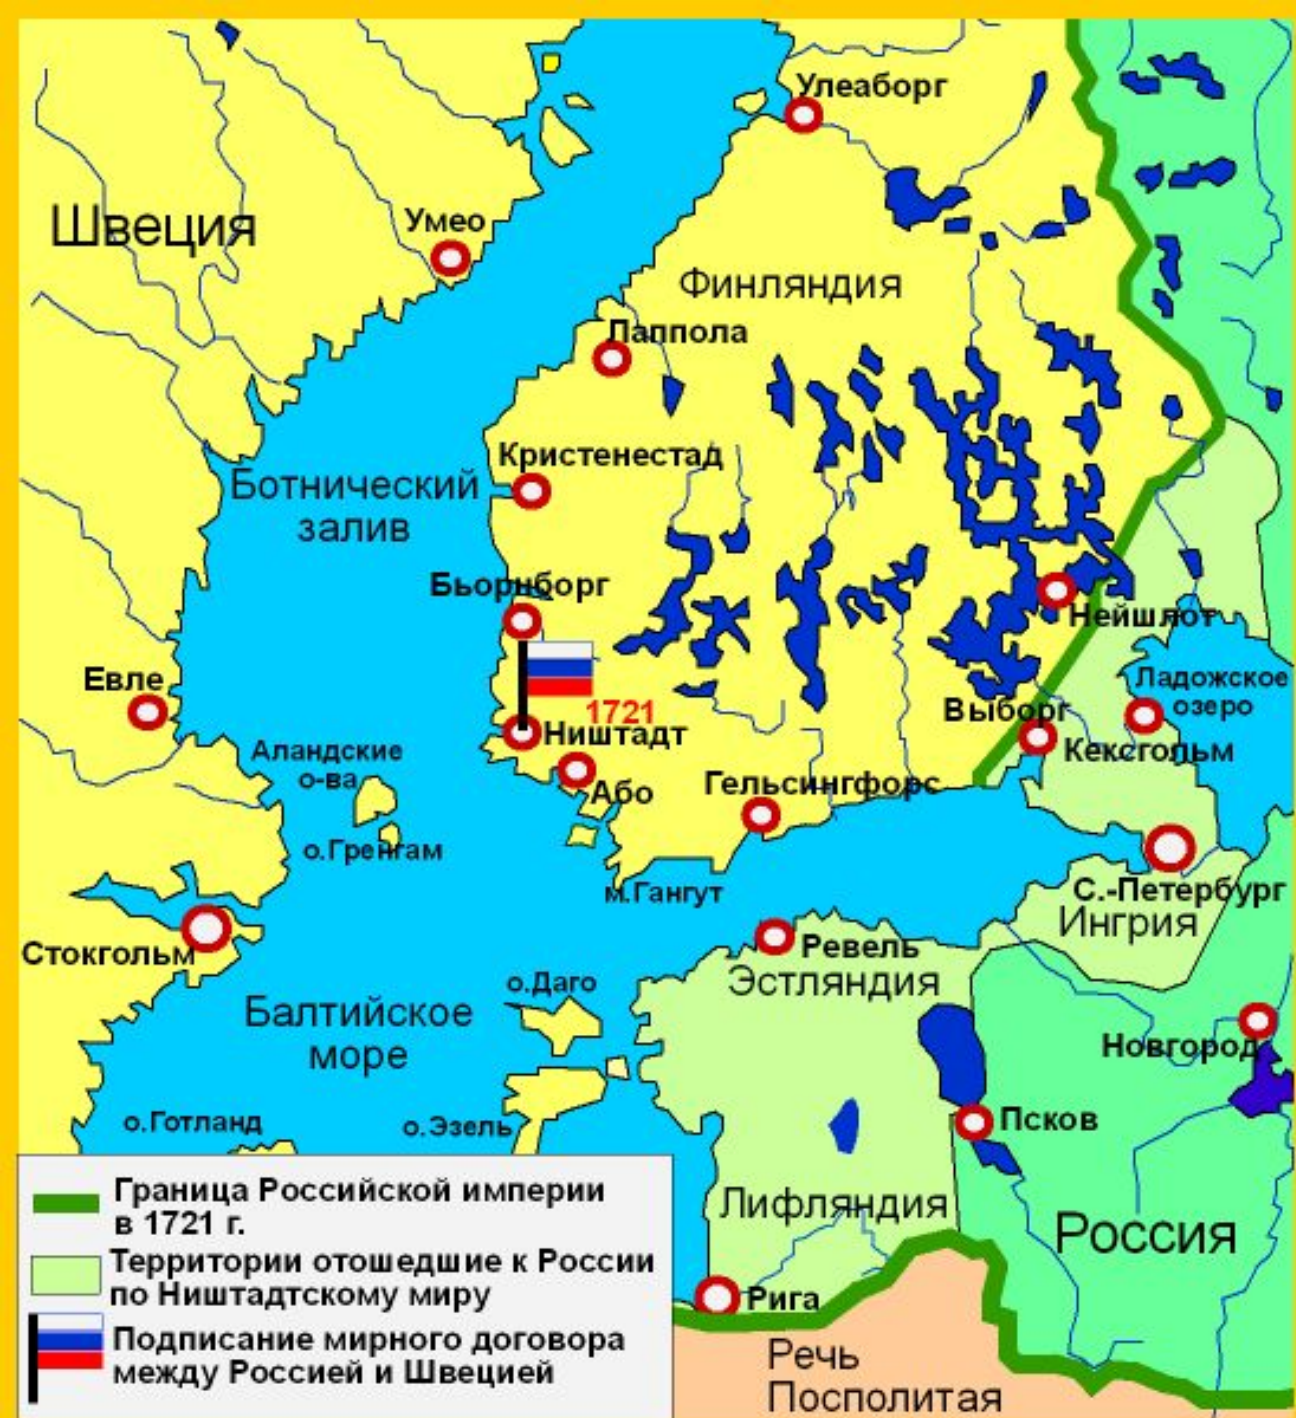 Улеаборг
Швеция
Умео
Финляндия
Лаппола
Кристенестад
Ботнический
залив
Бьорнборг
Нейшлот
Евле
Ладожское
озеро
1721
Выборг
Ништадт
Кексгольм
Аландские
о-ва
Або
Гельсингфорс
о.Гренгам
м.Гангут
С.-Петербург
Ингрия
Стокгольм
Ревель
Эстляндия
о.Даго
Балтийское
море
Новгород
о.Готланд
о.Эзель
Псков
Лифляндия
Россия
Рига
Речь
Посполитая
Граница Российской империи
в 1721 г.
Территории отошедшие к России
по Ништадтскому миру
Подписание мирного договора
между Россией и Швецией